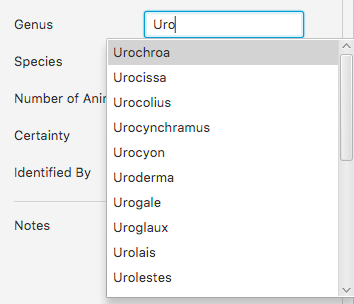 Genus
Uro
Species
Number of Anim
Certainty
Identified By
Notes
Urochroa
Urocissa
Urocolius
Urocynchramus
Urocyon
Uroderma
Urogale
Uroglaux
Urolais
Urolestes